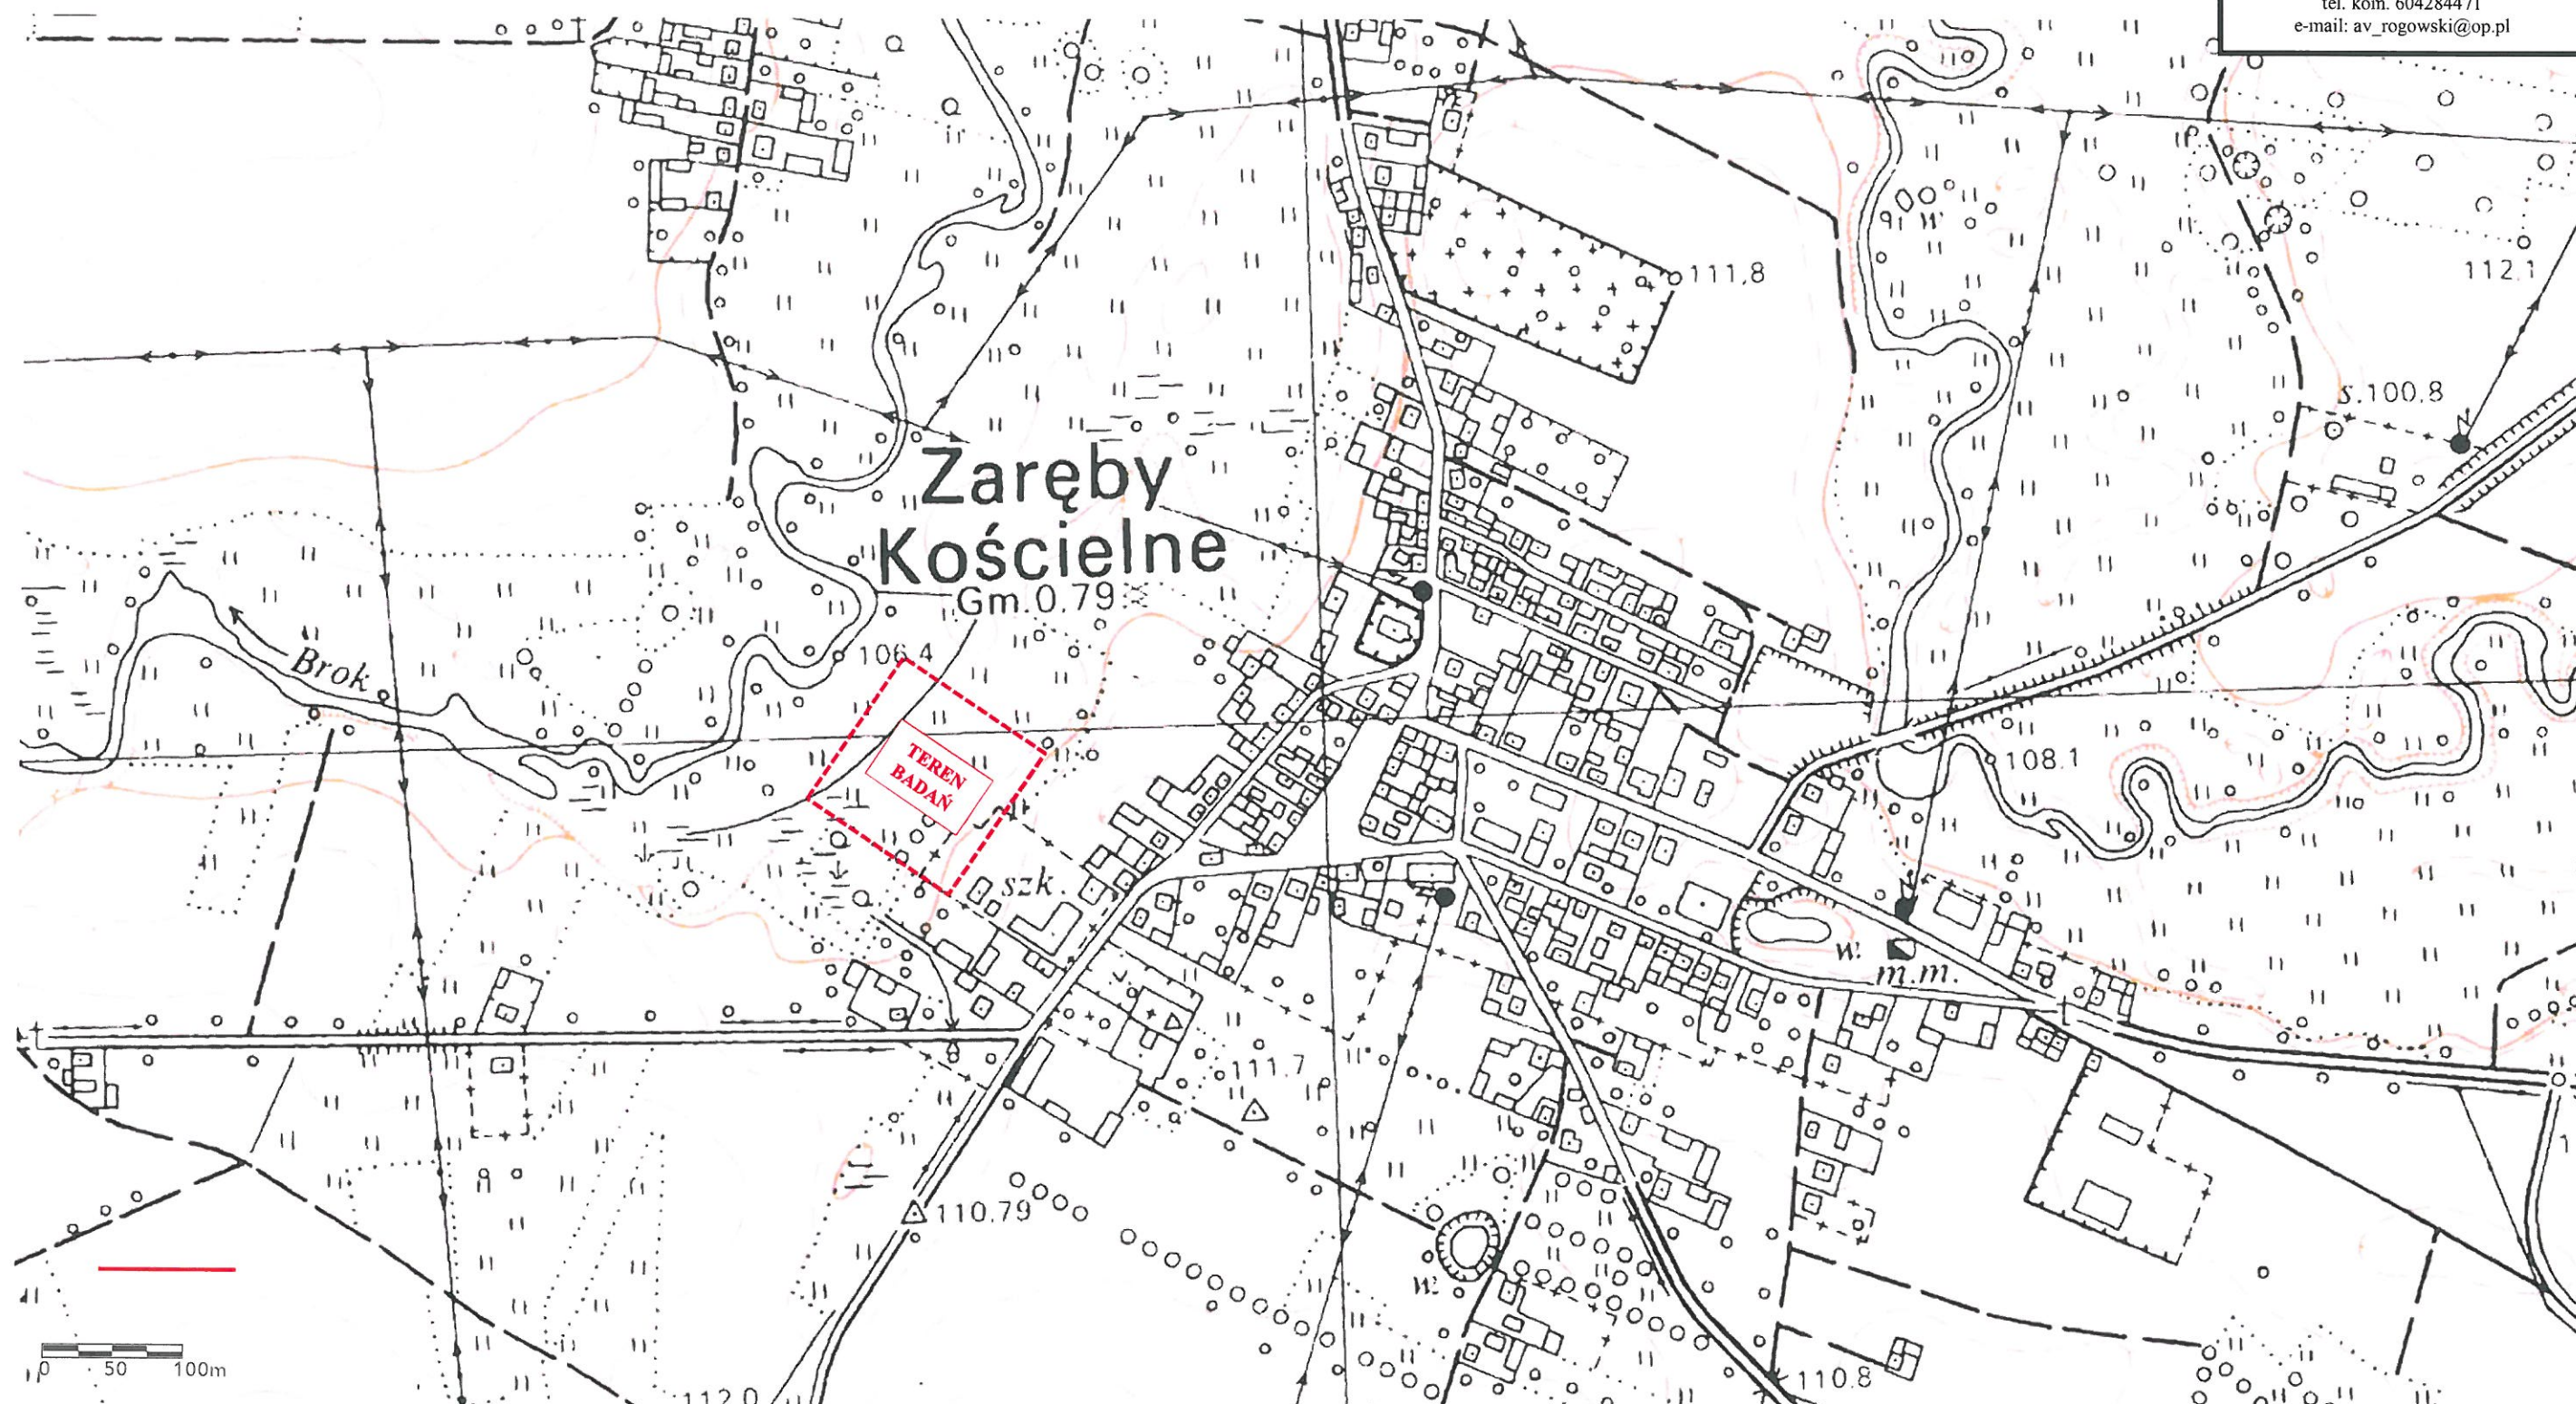 tel. kom. 604284471
e-mail: av_rogowski@op.pl
111,8
112.1
s.100.8
Zaręby
Kościelne
Gm.0.79
106.4
Brok
TEREN
BADAŃ
108.1
szk.
w.
m.m.
111.7
110.79
w.
0 50 100m
112.0
110.8